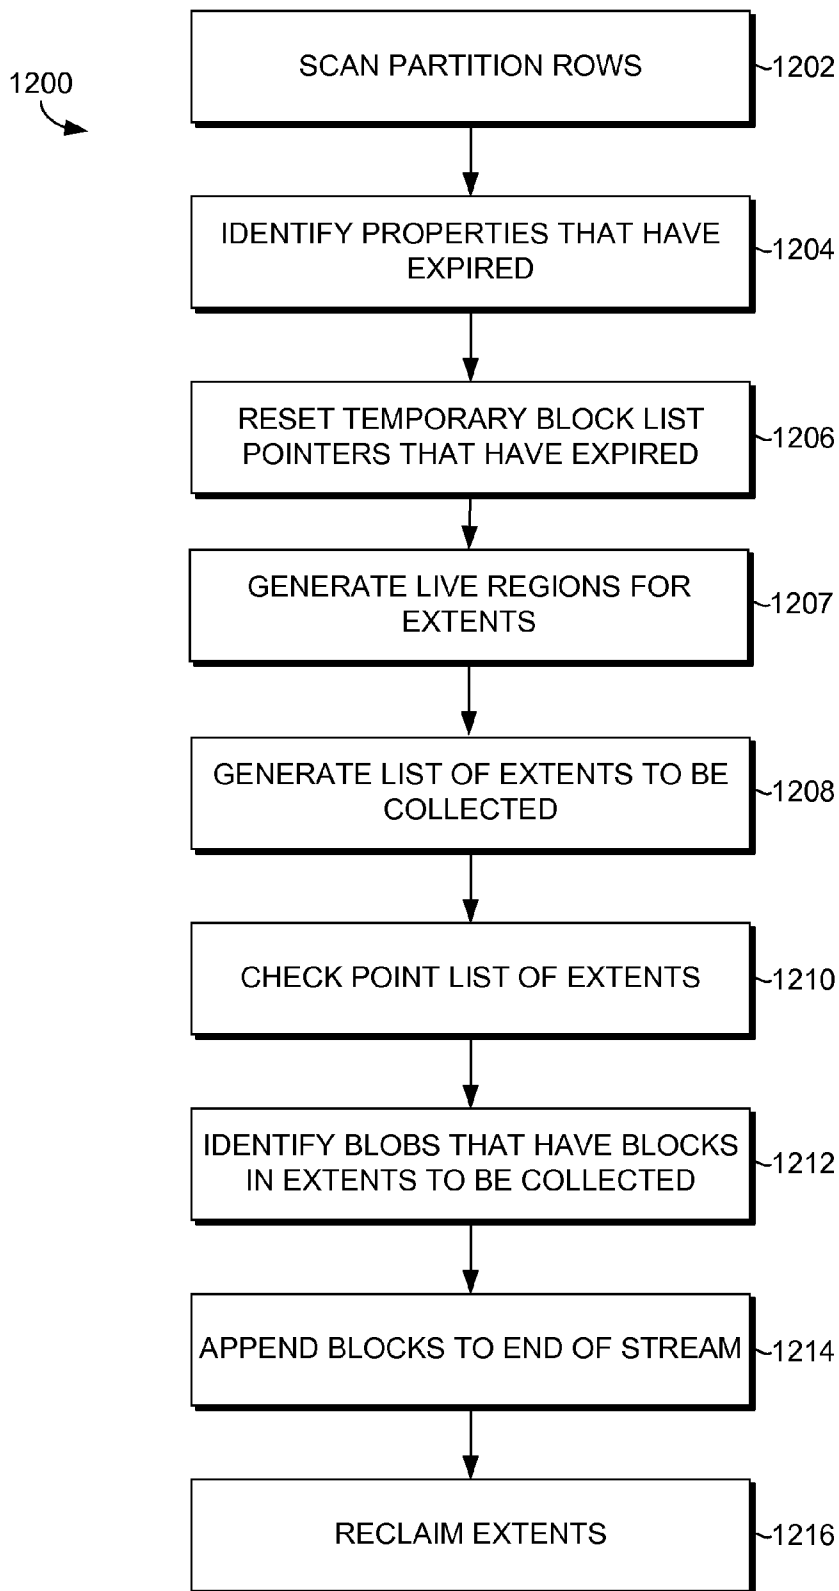 1200
SCAN PARTITION ROWS
1202
IDENTIFY PROPERTIES THAT HAVE
EXPIRED
1204
RESET TEMPORARY BLOCK LIST
POINTERS THAT HAVE EXPIRED
1206
GENERATE LIVE REGIONS FOR
EXTENTS
1207
GENERATE LIST OF EXTENTS TO BE
COLLECTED
1208
CHECK POINT LIST OF EXTENTS
1210
IDENTIFY BLOBS THAT HAVE BLOCKS
IN EXTENTS TO BE COLLECTED
1212
APPEND BLOCKS TO END OF STREAM
1214
RECLAIM EXTENTS
1216